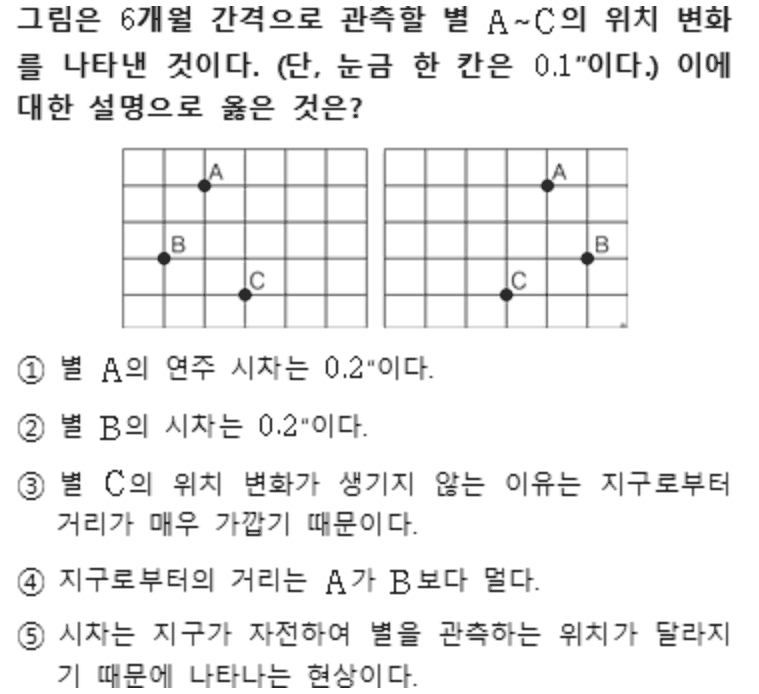 그림은 6개월 간격으로 관측할 별 A~C의 위치 변화
를 나타낸 것이다. (단, 눈금 한 칸은 0.1″이다.) 이에
대한 설명으로 옳은 것은?
A A
B B
C C
① 별 A의 연주 시차는 0.2″이다.
② 별 B의 시차는 0.2″이다.
③ 별 C의 위치 변화가 생기지 않는 이유는 지구로부터
거리가 매우 가깝기 때문이다.
④ 지구로부터의 거리는 A가 B보다 멀다.
⑤ 시차는 지구가 자전하여 별을 관측하는 위치가 달라지
기 때문에 나타나는 현상이다.